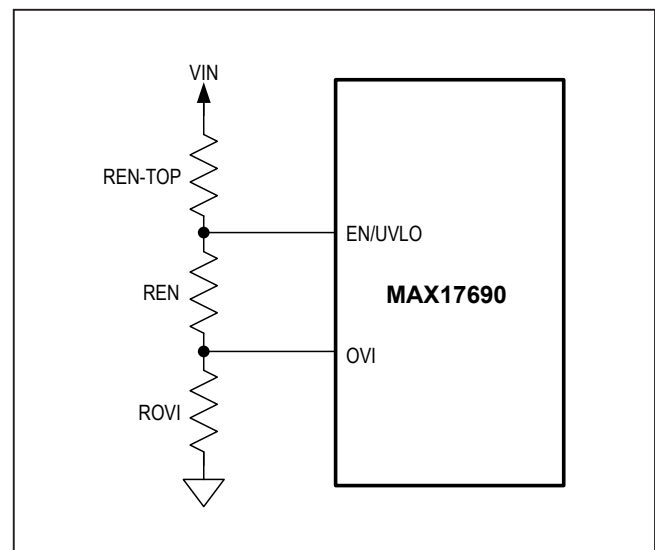 VIN
REN-TOP
EN/UVLO
REN
MAX17690
OVI
ROVI